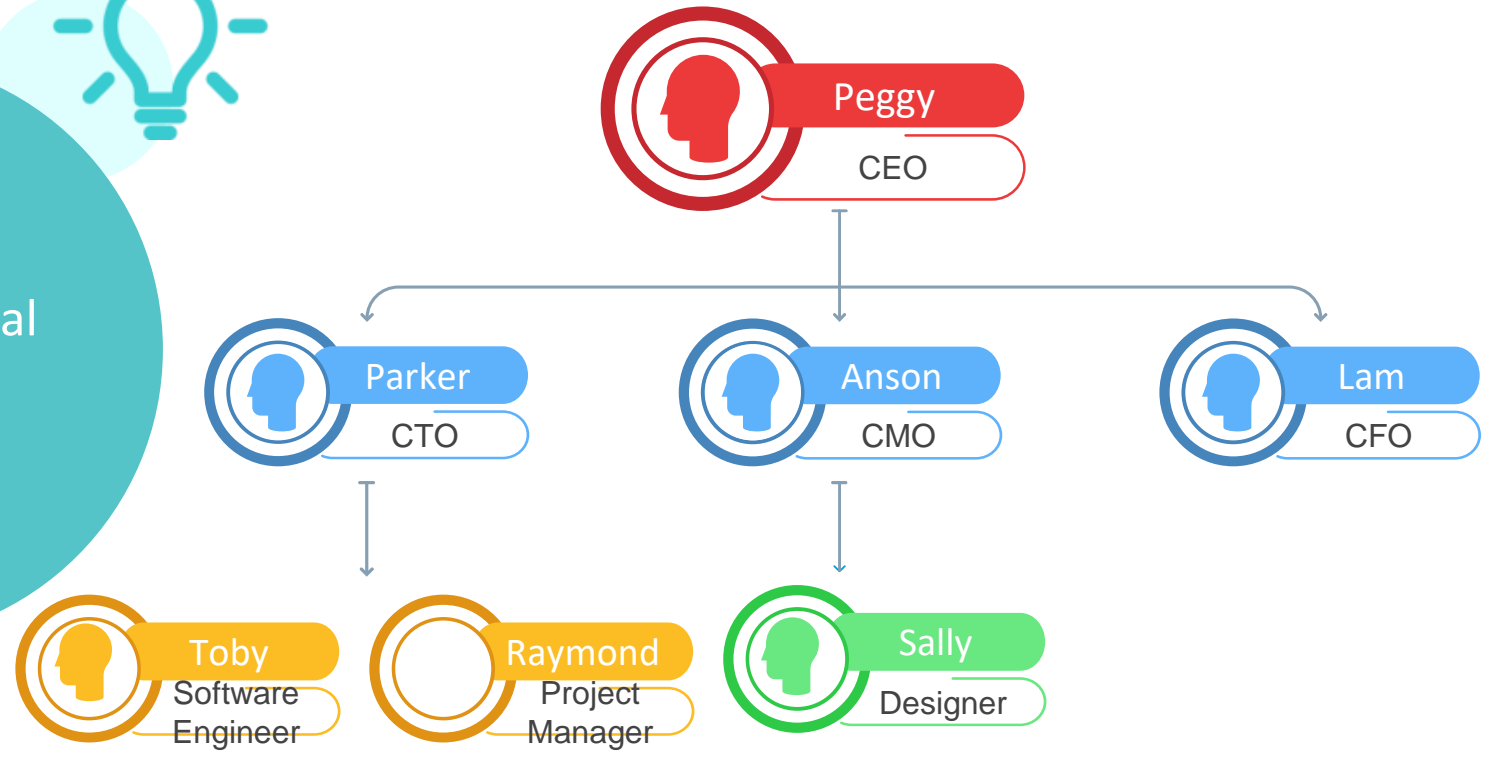 Peggy
CEO
al
Parker
CTO
Anson
CMO
Lam
CFO
Toby
Software
Engineer
Raymond
Project
Manager
Sally
Designer